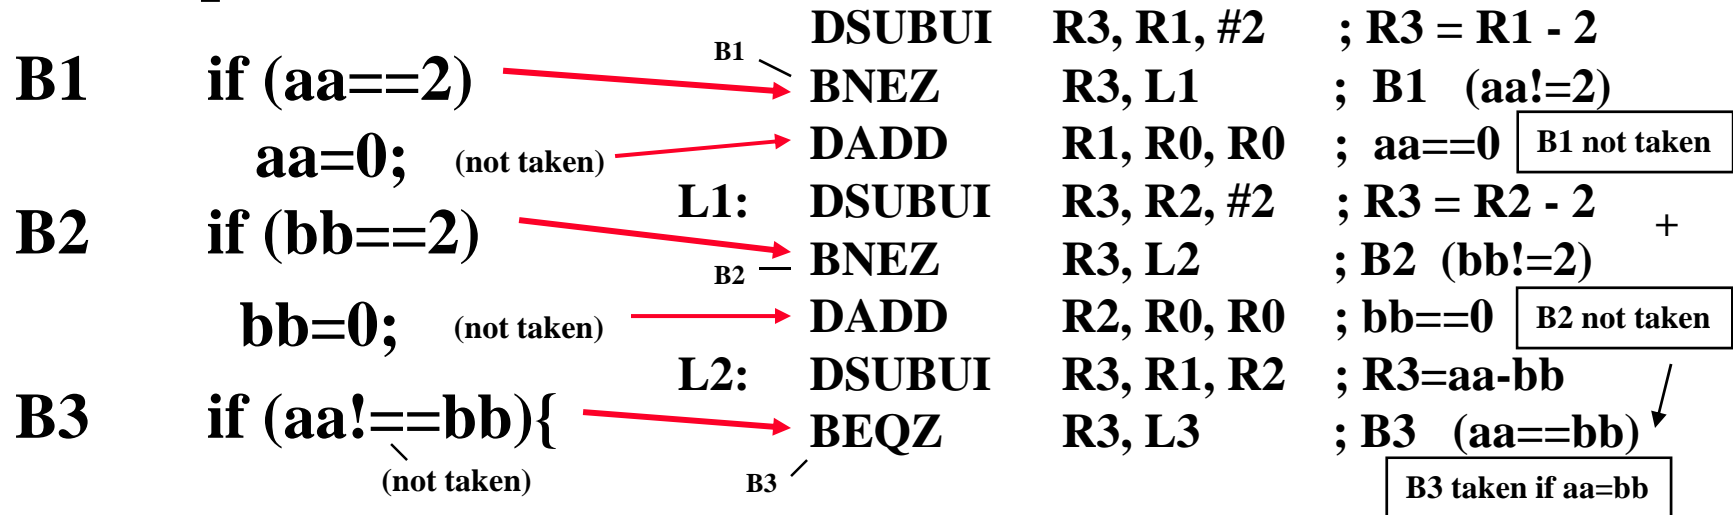 DSUBUI R3, R1, #2 ; R3 = R1 - 2
B1
B1 if (aa==2) BNEZ R3, L1 ; B1 (aa!=2)
aa=0; (not taken) DADD R1, R0, R0 ; aa==0 B1 not taken
L1: DSUBUI R3, R2, #2 ; R3 = R2 - 2
+
B2 if (bb==2) BNEZ R3, L2 ; B2 (bb!=2)
B2
bb=0; (not taken) DADD R2, R0, R0 ; bb==0 B2 not taken
L2: DSUBUI R3, R1, R2 ; R3=aa-bb
B3 if (aa!==bb){ BEQZ R3, L3 ; B3 (aa==bb)
(not taken) B3 B3 taken if aa=bb